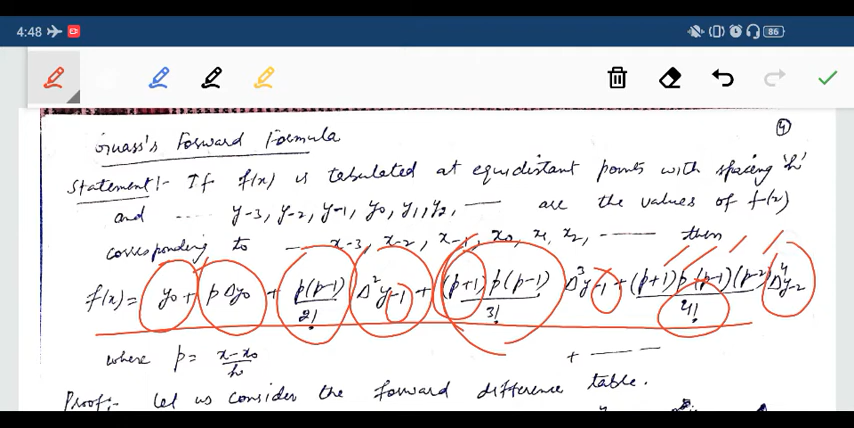 4:48
86
Guass's Forward Formula
④
Statement:- If f(x) is tabulated at equidistant points with spacing 'h'
and ---- y-3, y-2, y-1, y0, y1, y2, ---- are the values of f(x)
corresponding to ---- x-3, x-2, x-1, x0, x1, x2, ---- then
f(x) = y0 + pΔy0 + p(p-1)/2! Δ²y-1 + (p+1)p(p-1)/3! Δ³y-1 + (p+1)p(p-1)(p-2)/4! Δ⁴y-2
where p = x-x0/h + ----
Proof:- Let us consider the forward difference table.